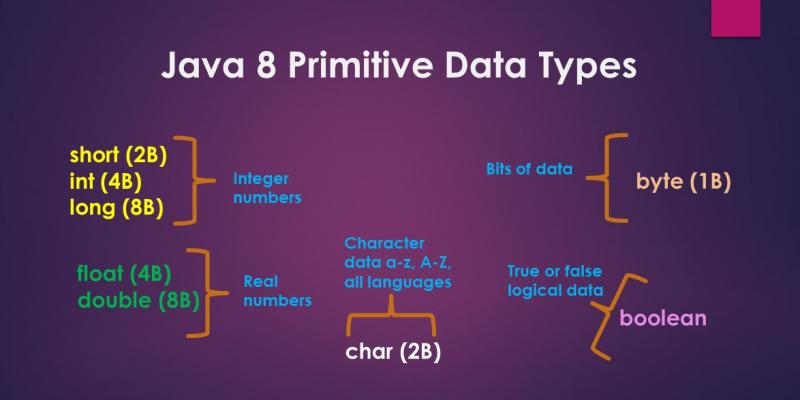 Java 8 Primitive Data Types
short (2B)
int (4B)
long (8B)
Integer
numbers
Bits of data
byte (1B)
float (4B)
double (8B)
Real
numbers
Character
data a-z, A-Z,
all languages
char (2B)
True or false
logical data
boolean